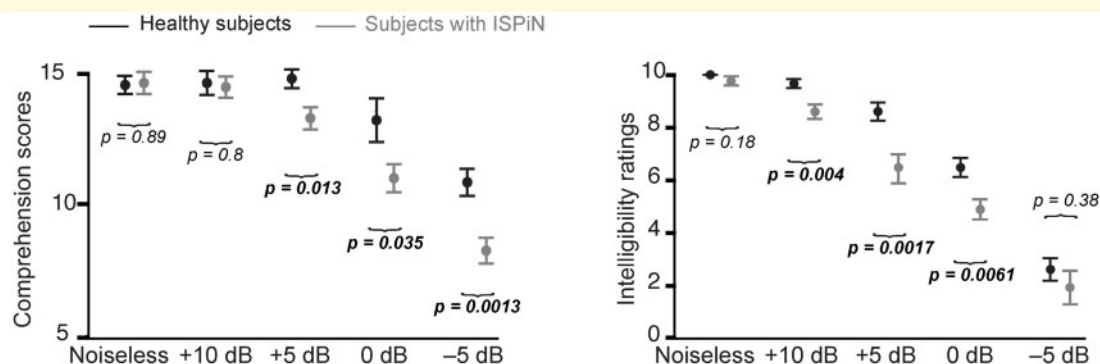 Healthy subjects
Subjects with ISPiN
Comprehension scores
15
10
5
p = 0.89
p = 0.8
p = 0.013
p = 0.035
p = 0.0013
Noiseless +10 dB +5 dB 0 dB −5 dB
Intelligibility ratings
10
8
6
4
2
0
p = 0.18
p = 0.004
p = 0.0017
p = 0.0061
p = 0.38
Noiseless +10 dB +5 dB 0 dB −5 dB